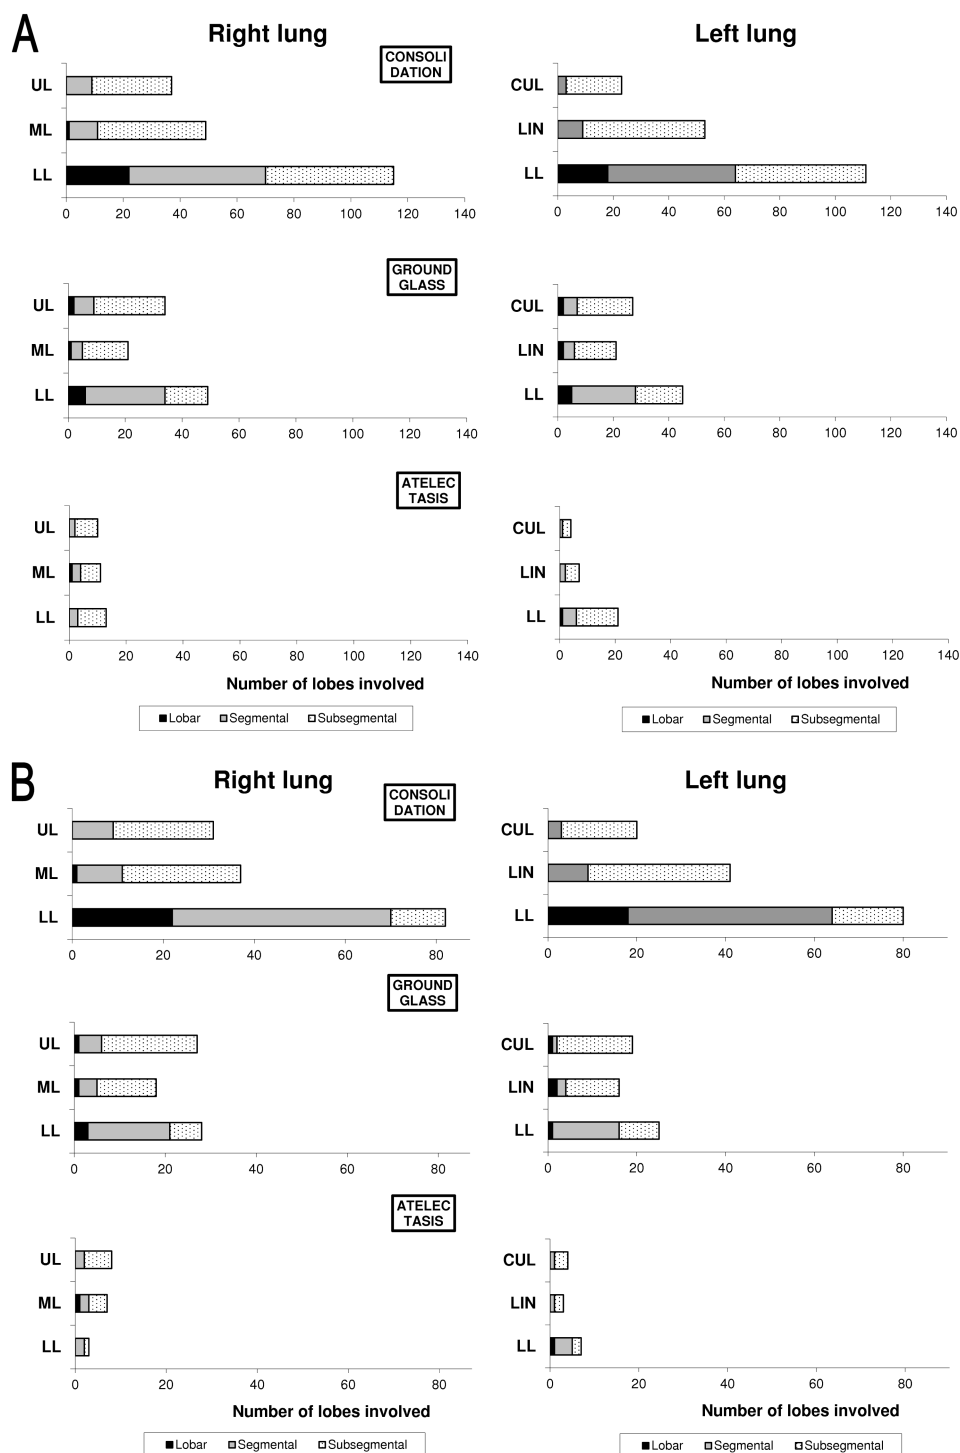 A
Right lung
Left lung
CONSOLI
DATION
UL
ML
LL
0 20 40 60 80 100 120 140
CUL
LIN
LL
0 20 40 60 80 100 120 140
GROUND
GLASS
UL
ML
LL
0 20 40 60 80 100 120 140
CUL
LIN
LL
0 20 40 60 80 100 120 140
ATELEC
TASIS
UL
ML
LL
0 20 40 60 80 100 120 140
Number of lobes involved
Lobar Segmental Subsegmental
CUL
LIN
LL
0 20 40 60 80 100 120 140
Number of lobes involved
Lobar Segmental Subsegmental
B
Right lung
Left lung
CONSOLI
DATION
UL
ML
LL
0 20 40 60 80
CUL
LIN
LL
0 20 40 60 80
GROUND
GLASS
UL
ML
LL
0 20 40 60 80
CUL
LIN
LL
0 20 40 60 80
ATELEC
TASIS
UL
ML
LL
0 20 40 60 80
Number of lobes involved
Lobar Segmental Subsegmental
CUL
LIN
LL
0 20 40 60 80
Number of lobes involved
Lobar Segmental Subsegmental